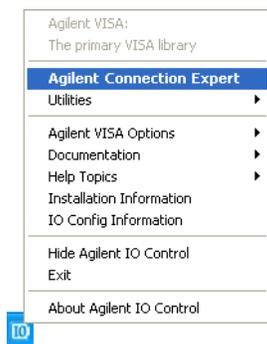 Agilent VISA:
The primary VISA library
Agilent Connection Expert
Utilities
Agilent VISA Options
Documentation
Help Topics
Installation Information
IO Config Information
Hide Agilent IO Control
Exit
About Agilent IO Control
IO